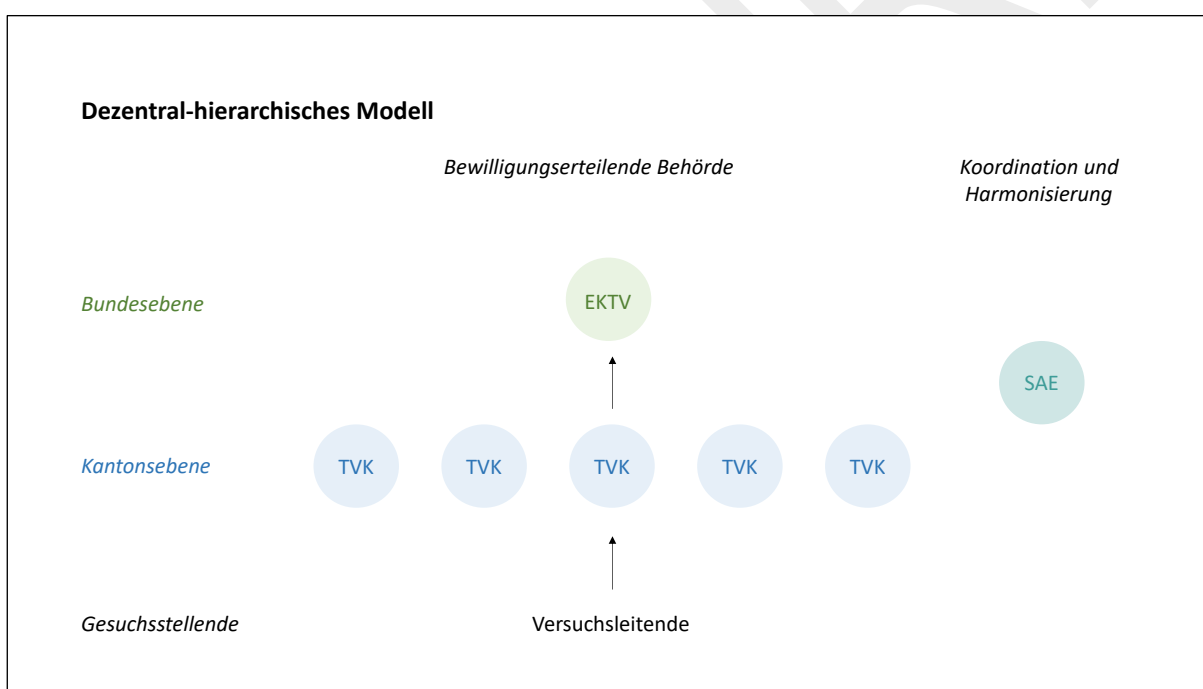 Dezentral-hierarchisches Modell
Bewilligungserteilende Behörde
Koordination und
Harmonisierung
Bundesebene
EKTV
SAE
Kantonsebene
TVK
TVK
TVK
TVK
TVK
Gesuchsstellende
Versuchsleitende